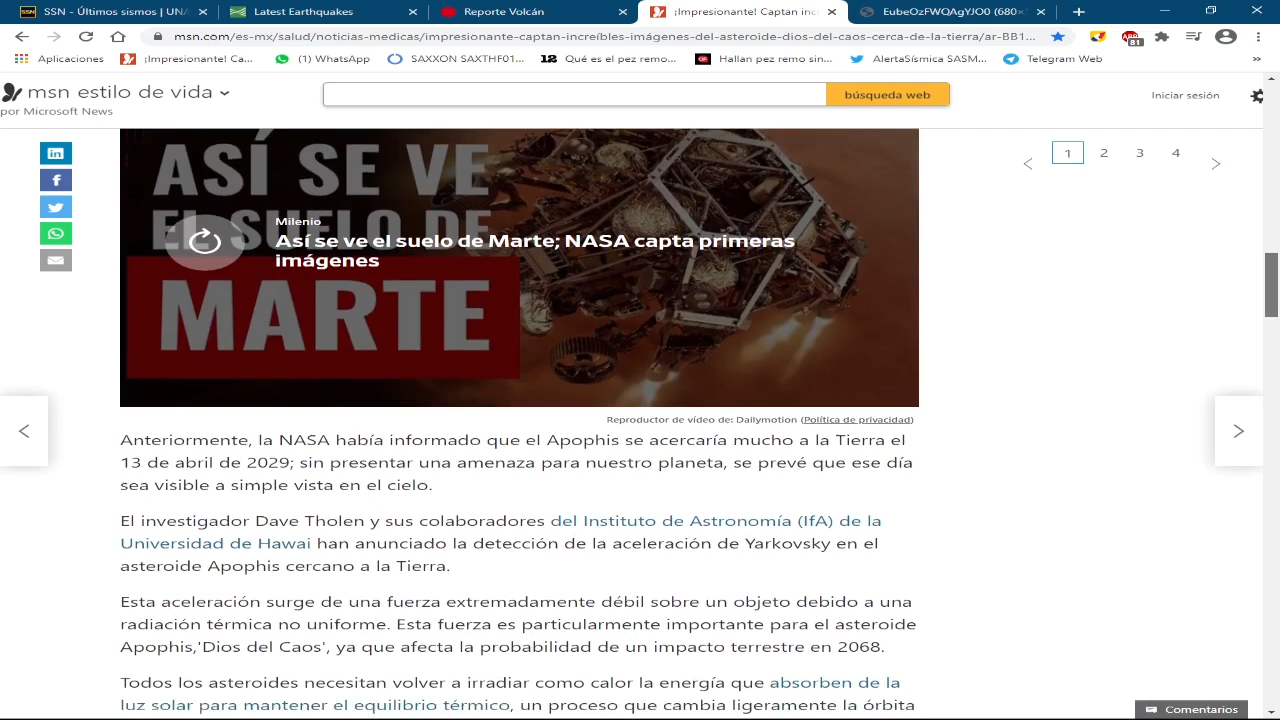 SSN - Últimos sismos | UNA
Latest Earthquakes
Reporte Volcán
¡Impresionante! Captan inc
EubeOzFWQAgYJO0 (680×
msn.com/es-mx/salud/noticias-medicas/impresionante-captan-increíbles-imágenes-del-asteroide-dios-del-caos-cerca-de-la-tierra/ar-BB1...
81
Aplicaciones
¡Impresionante! Ca...
(1) WhatsApp
SAXXON SAXTHF01...
12 Qué es el pez remo...
Hallan pez remo sin...
AlertaSísmica SASM...
Telegram Web
msn estilo de vida
por Microsoft News
búsqueda web
Iniciar sesión
1 2 3 4
ASÍ SE VE
EL SUELO DE
MARTE
Milenio
Así se ve el suelo de Marte; NASA capta primeras
imágenes
Reproductor de vídeo de: Dailymotion (Política de privacidad)
Anteriormente, la NASA había informado que el Apophis se acercaría mucho a la Tierra el
13 de abril de 2029; sin presentar una amenaza para nuestro planeta, se prevé que ese día
sea visible a simple vista en el cielo.
El investigador Dave Tholen y sus colaboradores del Instituto de Astronomía (IfA) de la
Universidad de Hawai han anunciado la detección de la aceleración de Yarkovsky en el
asteroide Apophis cercano a la Tierra.
Esta aceleración surge de una fuerza extremadamente débil sobre un objeto debido a una
radiación térmica no uniforme. Esta fuerza es particularmente importante para el asteroide
Apophis,'Dios del Caos', ya que afecta la probabilidad de un impacto terrestre en 2068.
Todos los asteroides necesitan volver a irradiar como calor la energía que absorben de la
luz solar para mantener el equilibrio térmico, un proceso que cambia ligeramente la órbita
Comentarios